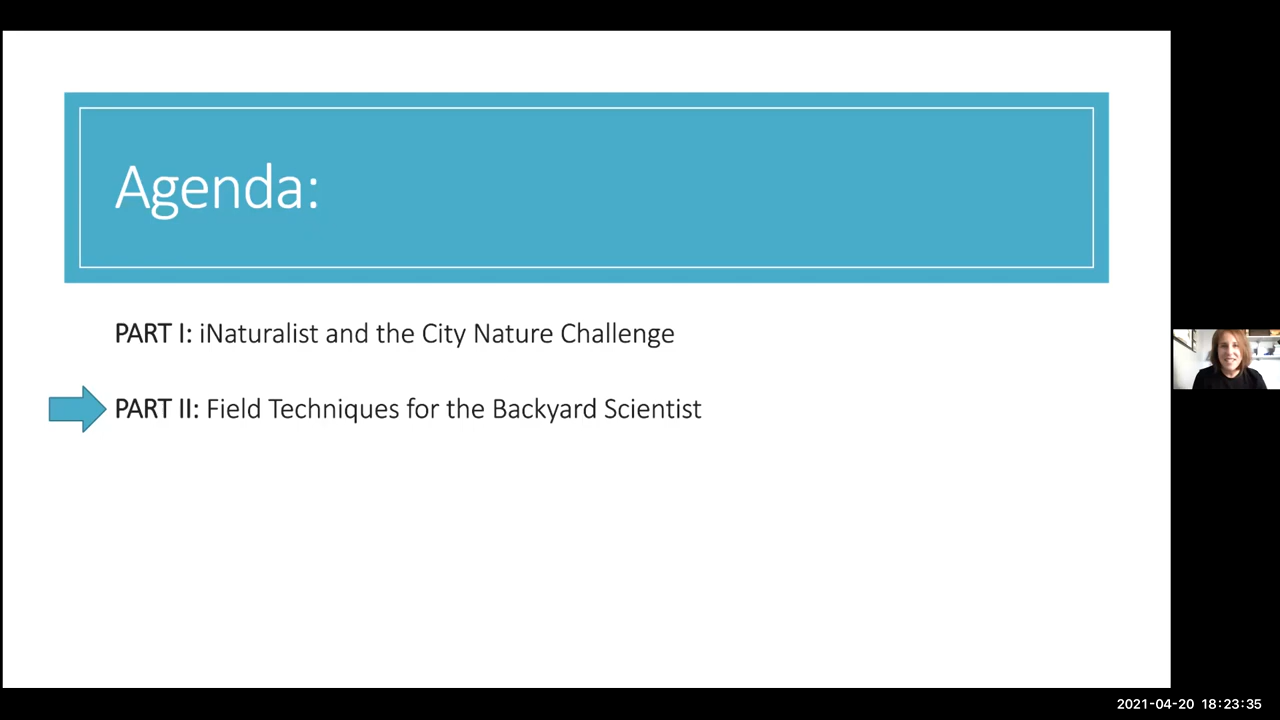 Agenda:
PART I: iNaturalist and the City Nature Challenge
PART II: Field Techniques for the Backyard Scientist
2021-04-20 18:23:35